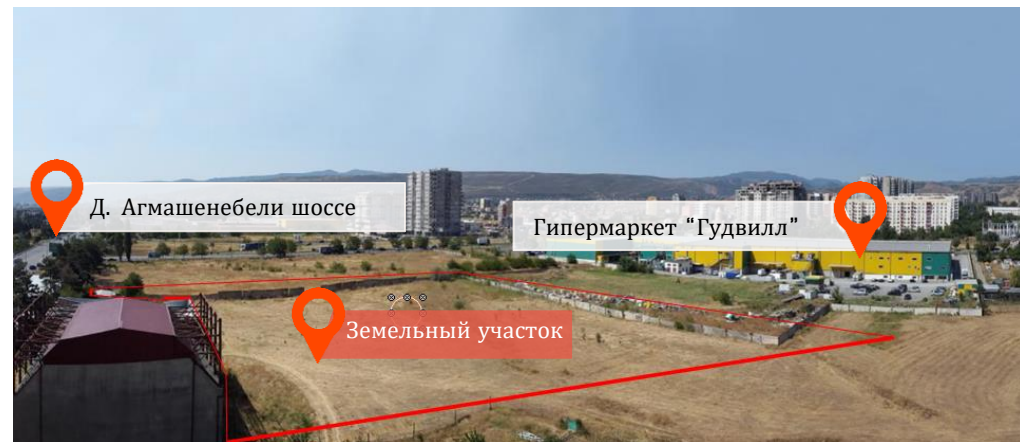 Д. Агмашенебели шоссе
Гипермаркет “Гудвилл”
Земельный участок